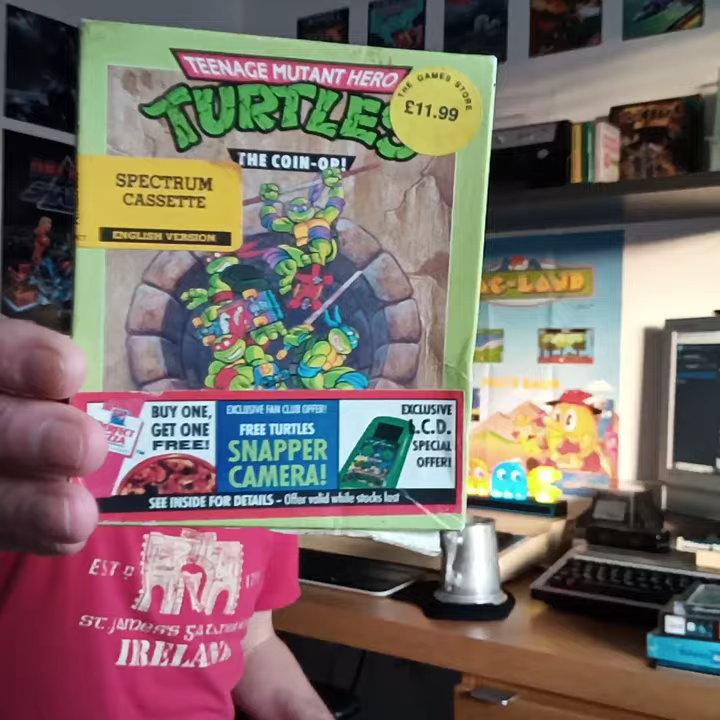 TEENAGE MUTANT HERO
TURTLES
THE GAMES STORE
£11.99
THE COIN-OP!
SPECTRUM
CASSETTE
ENGLISH VERSION
BUY ONE,
GET ONE
FREE!
EXCLUSIVE FAN CLUB OFFER!
FREE TURTLES
SNAPPER
CAMERA!
EXCLUSIVE
L.C.D.
SPECIAL
OFFER!
SEE INSIDE FOR DETAILS – Offer valid while stocks last
C-LAND
EST D
ST. JAMES'S
IRELAND